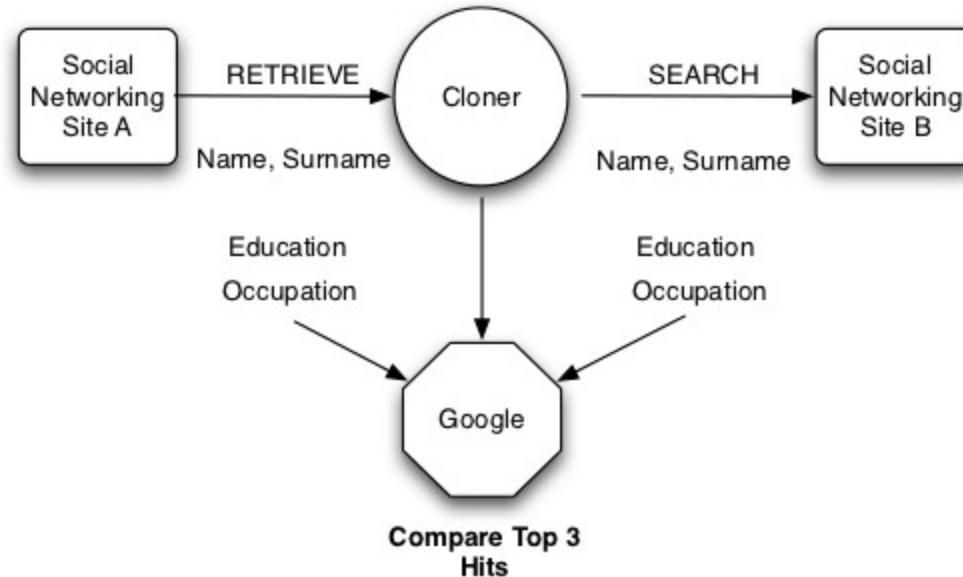 Social
Networking
Site A
RETRIEVE
Name, Surname
Cloner
SEARCH
Name, Surname
Social
Networking
Site B
Education
Occupation
Education
Occupation
Google
Compare Top 3
Hits